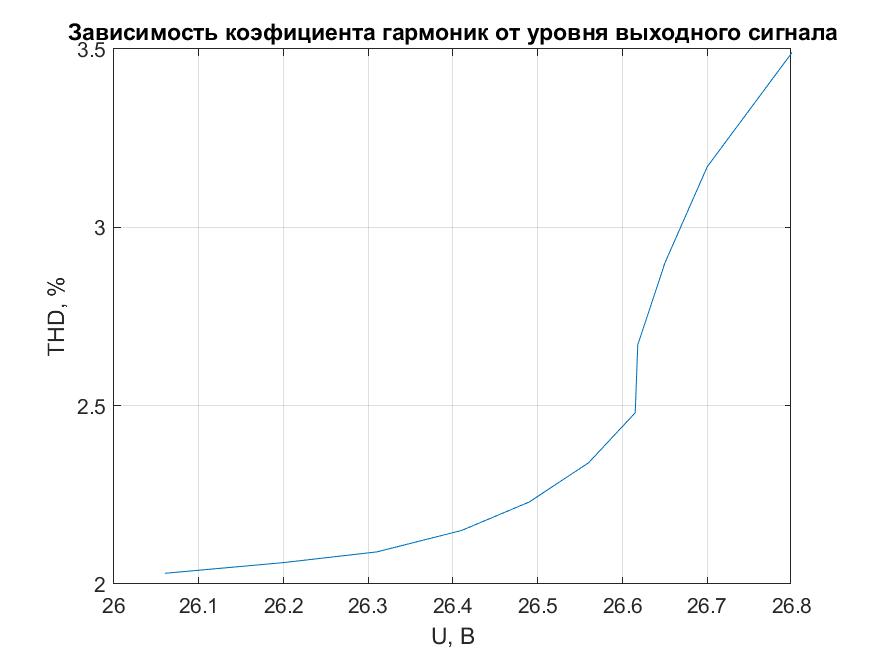 Зависимость коэфициента гармоник от уровня выходного сигнала
3.5
3
2.5
2
26 26.1 26.2 26.3 26.4 26.5 26.6 26.7 26.8
THD, %
U, В